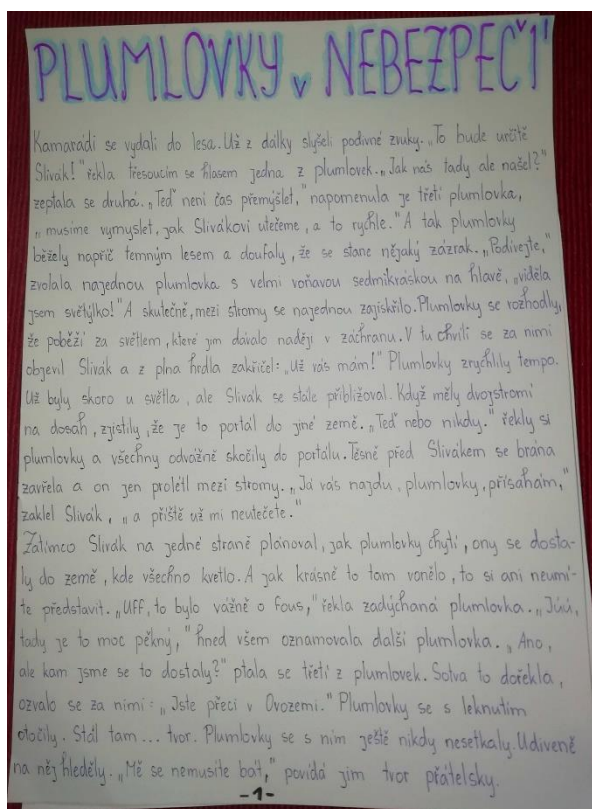 PLUMLOVKY v NEBEZPEČÍ
Kamarádi se vydali do lesa. Už z dálky slyšeli podivné zvuky. „To bude určitě
Slivák!" řekla třesoucím se hlasem jedna z plumlovek. „Jak nás tady ale našel?"
zeptala se druhá. „Teď není čas přemýšlet," napomenula je třetí plumlovka,
„musíme vymyslet, jak Slivákovi utečeme, a to rychle." A tak plumlovky
běžely napříč temným lesem a doufaly, že se stane nějaký zázrak. „Podívejte,"
zvolala najednou plumlovka s velmi voňavou sedmikráskou na hlavě, „viděla
jsem světýlko!" A skutečně, mezi stromy se najednou zajiskřilo. Plumlovky se rozhodly,
že poběží za světlem, které jim dávalo naději v záchranu. V tu chvíli se za nimi
objevil Slivák a z plna hrdla zakřičel: „Už vás mám!" Plumlovky zrychlily tempo.
Už byly skoro u světla, ale Slivák se stále přibližoval. Když měly dvojstromí
na dosah, zjistily, že je to portál do jiné země. „Teď nebo nikdy." řekly si
plumlovky a všechny odvážně skočily do portálu. Těsně před Slivákem se brána
zavřela a on jen prolétl mezi stromy. „Já vás najdu, plumlovky, přísahám,"
zaklel Slivák, „a příště už mi neutečete."
Zatímco Slivák na jedné straně plánoval, jak plumlovky chytí, ony se dosta-
ly do země, kde všechno kvetlo. A jak krásně to tam vonělo, to si ani neumí-
te představit. „Uff, to bylo vážně o fous," řekla zadýchaná plumlovka. „Júú,
tady je to moc pěkný," hned všem oznamovala další plumlovka. „Ano,
ale kam jsme se to dostaly?" ptala se třetí z plumlovek. Sotva to dořekla,
ozvalo se za nimi: „Jste přeci v Ovozemi." Plumlovky se s leknutím
otočily. Stál tam... tvor. Plumlovky se s ním ještě nikdy nesetkaly. Udiveně
na něj hleděly. „Mě se nemusíte bát," povídá jim tvor přátelsky.
-1-